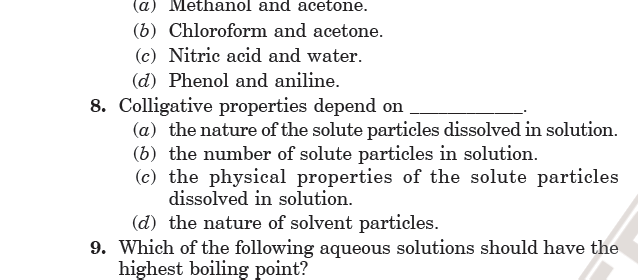 (a) Methanol and acetone.
(b) Chloroform and acetone.
(c) Nitric acid and water.
(d) Phenol and aniline.
8. Colligative properties depend on ____________.
(a) the nature of the solute particles dissolved in solution.
(b) the number of solute particles in solution.
(c) the physical properties of the solute particles
dissolved in solution.
(d) the nature of solvent particles.
9. Which of the following aqueous solutions should have the
highest boiling point?